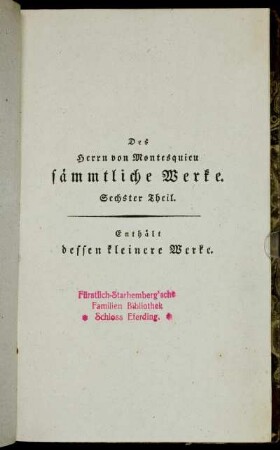 Des
Herrn von Montesquieu
sämmtliche Werke.
Sechster Theil.
Enthält
dessen kleinere Werke.
Fürstlich-Starhemberg'sche
Familien Bibliothek
Schloss Eferding.